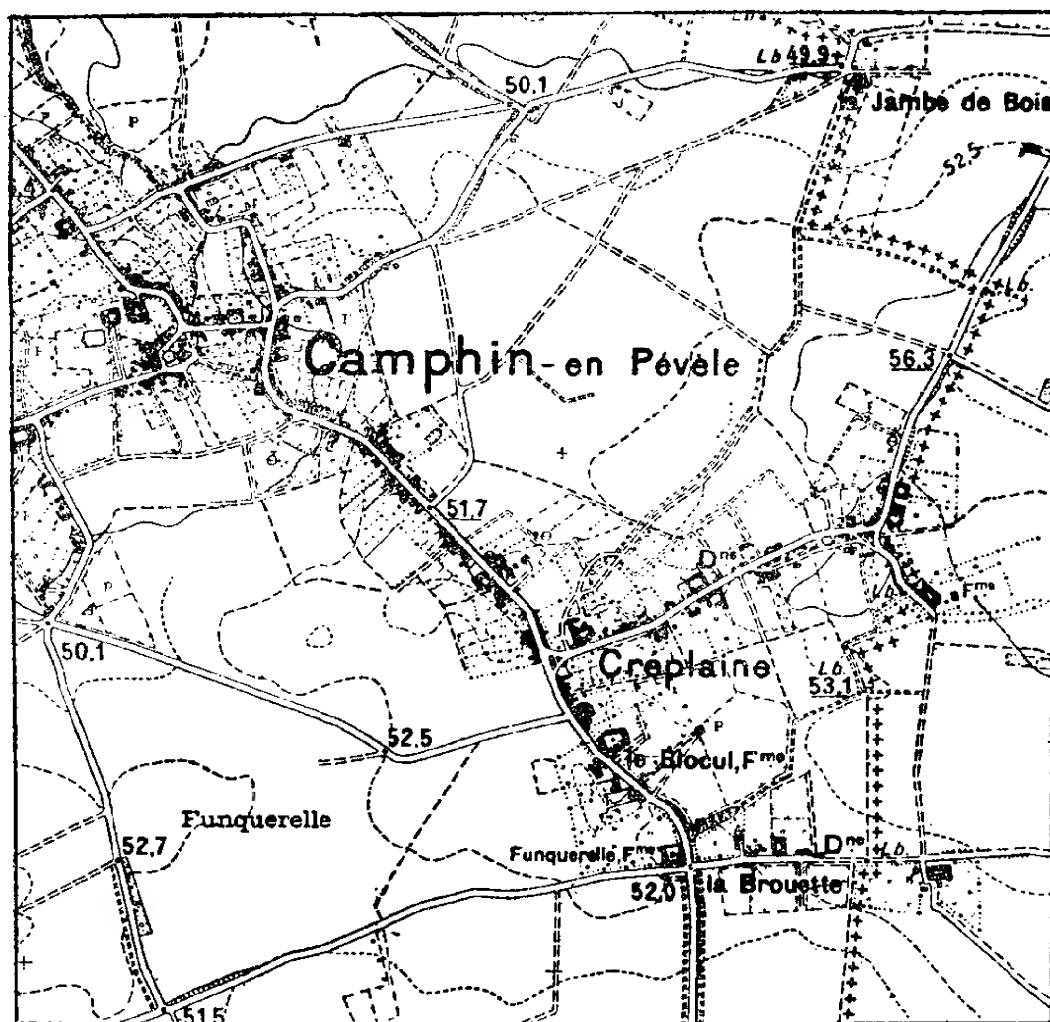 Lb 49.9
50.1
Jambe de Bois
52.5
Lb.
Camphin-en Pévèle
56.3
51.7
Dne
Lb
Fme
50.1
Créplaine
Lb
53.1
52.5
P
le Blocul, Fme
Funquerelle
52,7
Funquerelle, Fme
Dne
Lb
52,0
la Brouette
51.5